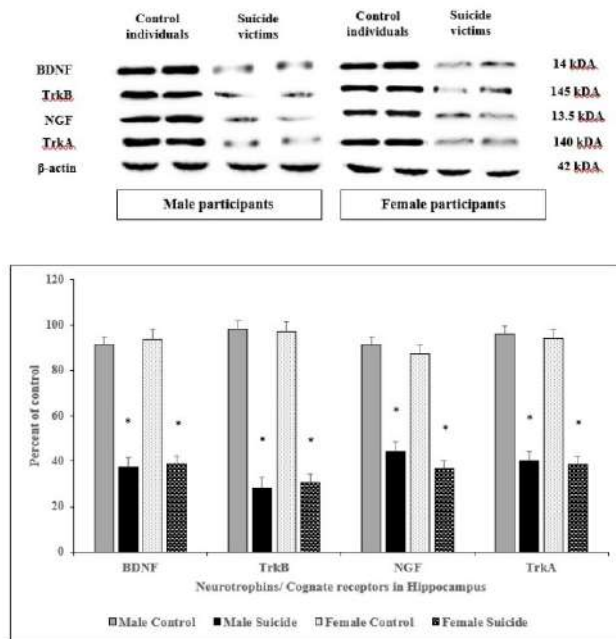 Control individuals Suicide victims Control individuals Suicide victims
BDNF 14 kDA
TrkB 145 kDA
NGF 13.5 kDA
TrkA 140 kDA
β-actin 42 kDA
Male participants Female participants
120
100
80
60
40
20
0
Percent of control
* * * * * * * *
BDNF TrkB NGF TrkA
Neurotrophins/ Cognate receptors in Hippocampus
Male Control Male Suicide Female Control Female Suicide